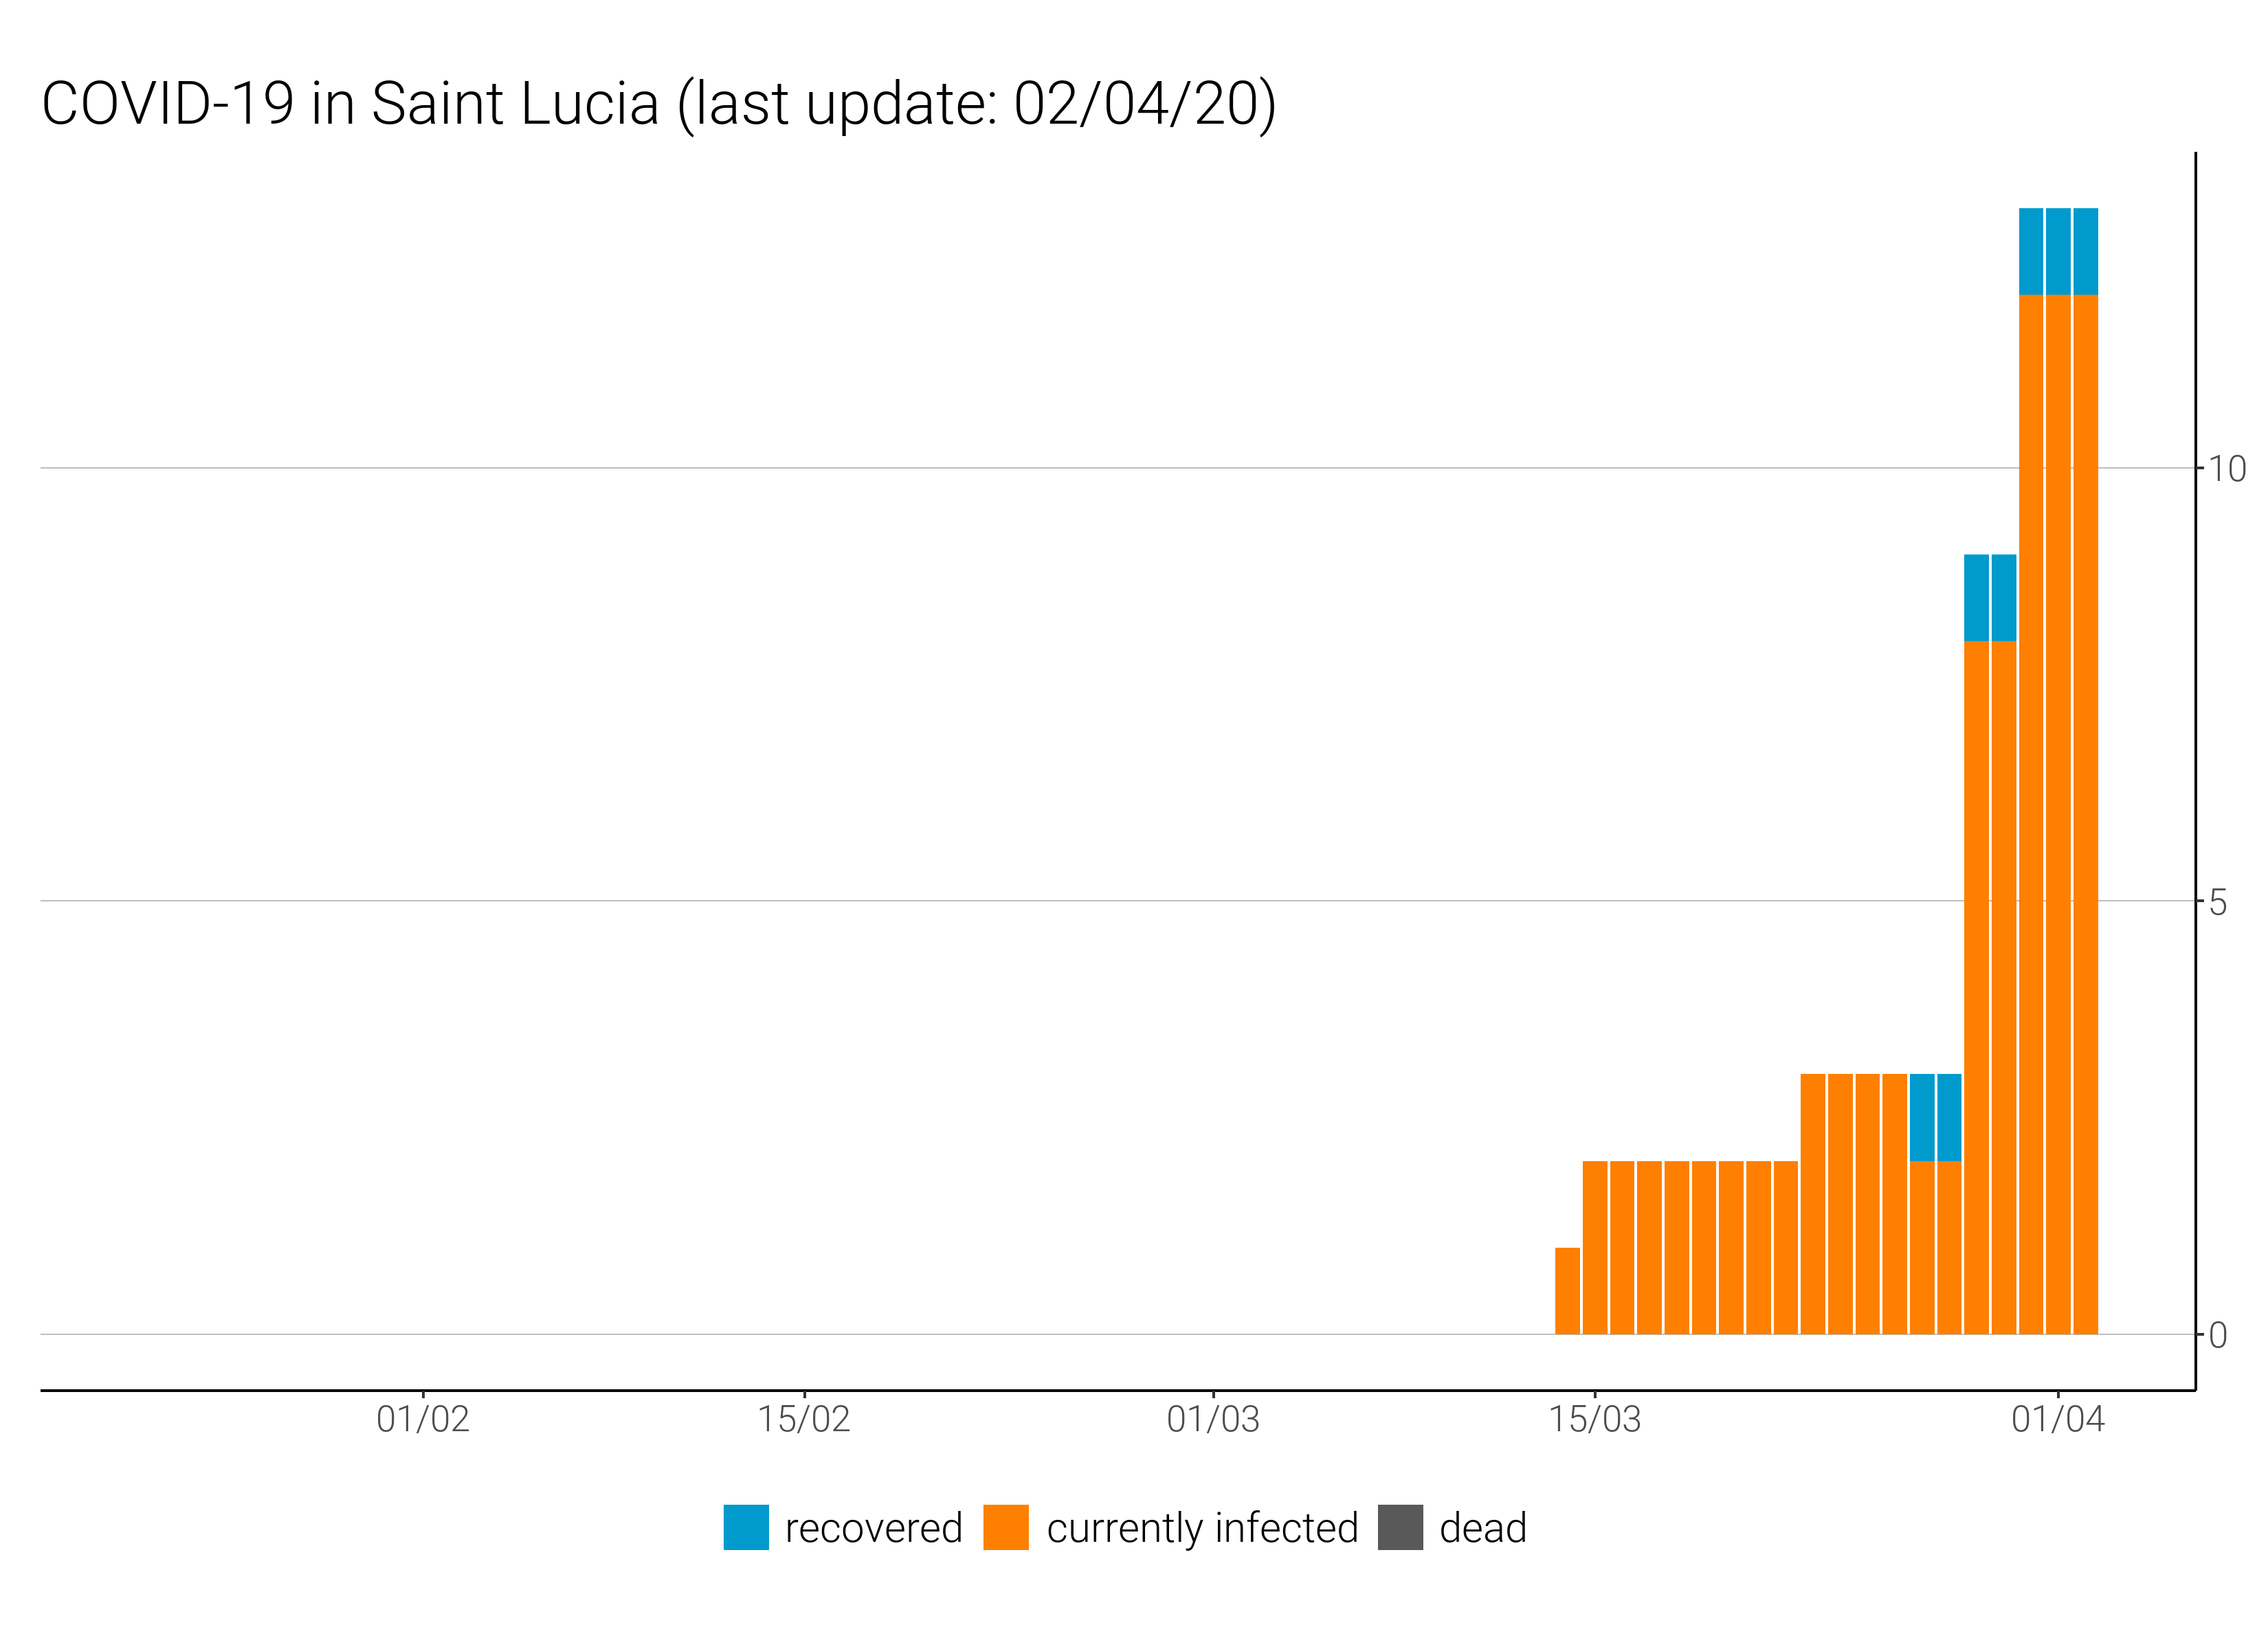 COVID-19 in Saint Lucia (last update: 02/04/20)
10
5
0
01/02 15/02 01/03 15/03 01/04
recovered currently infected dead